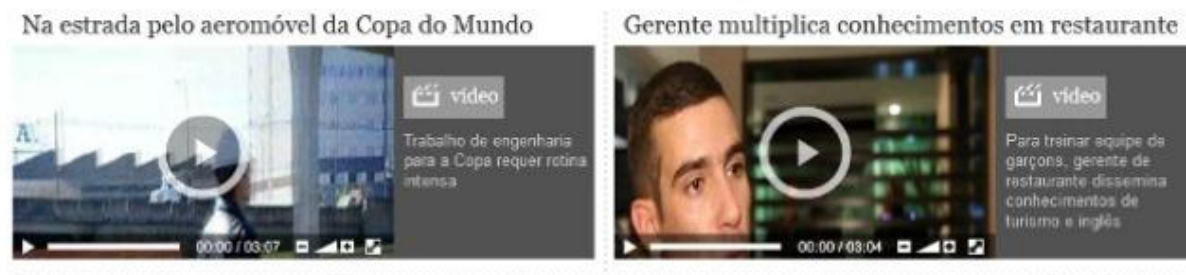 Na estrada pelo aeromóvel da Copa do Mundo
vídeo
Trabalho de engenharia
para a Copa requer rotina
intensa
A
00:00 / 03:07
Gerente multiplica conhecimentos em restaurante
vídeo
Para treinar equipe de
garçons, gerente de
restaurante dissemina
conhecimentos de
turismo e inglês
00:00 / 03:04